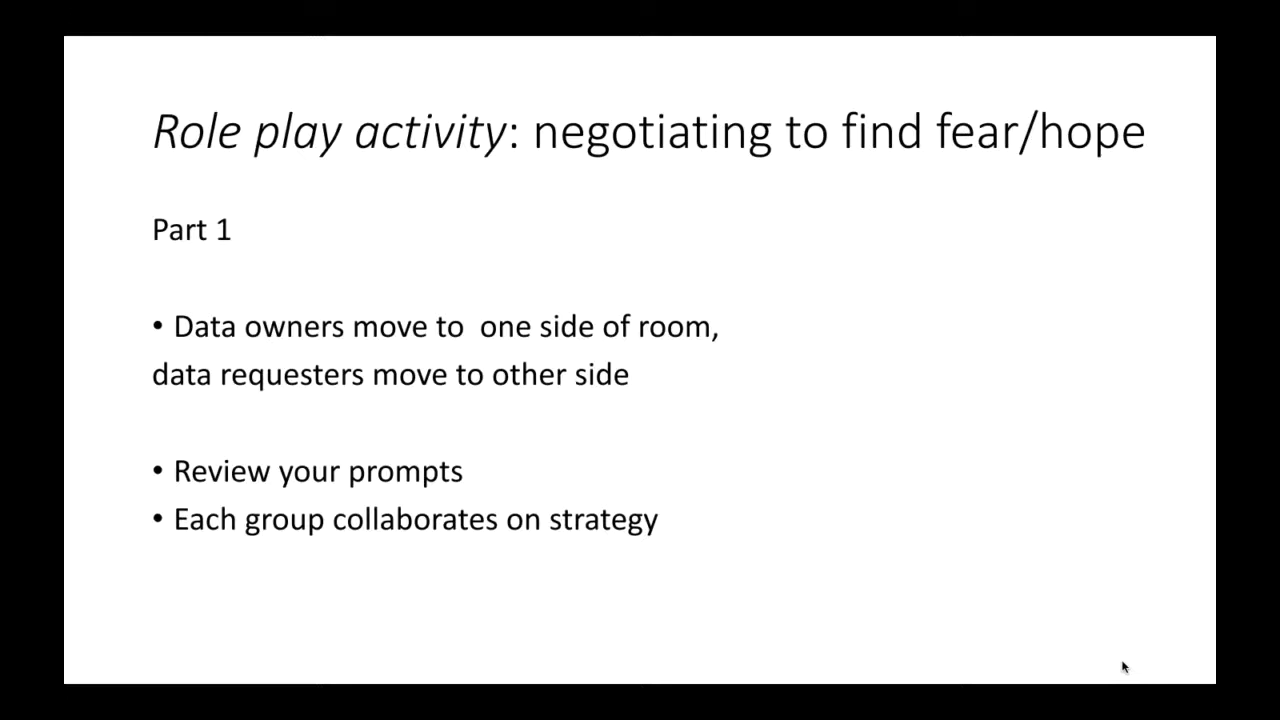 Role play activity: negotiating to find fear/hope
Part 1
• Data owners move to  one side of room,
data requesters move to other side
• Review your prompts
• Each group collaborates on strategy